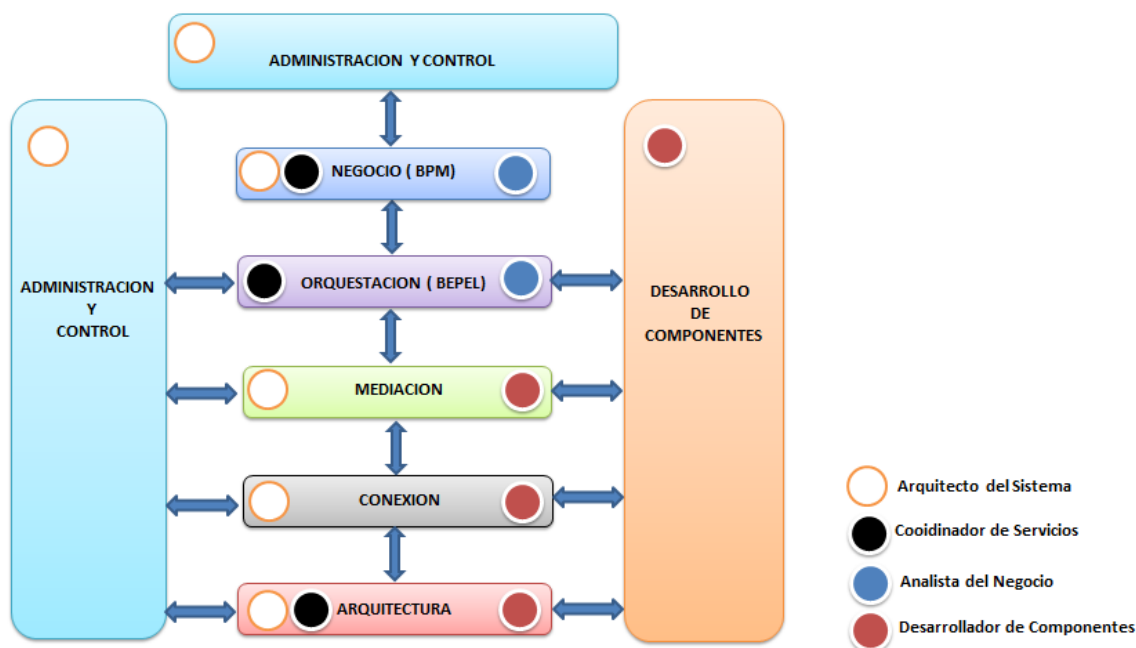 ADMINISTRACION Y CONTROL
NEGOCIO ( BPM)
ORQUESTACION ( BEPEL)
ADMINISTRACION
Y
CONTROL
DESARROLLO
DE
COMPONENTES
MEDIACION
CONEXION
ARQUITECTURA
Arquitecto del Sistema
Cooidinador de Servicios
Analista del Negocio
Desarrollador de Componentes